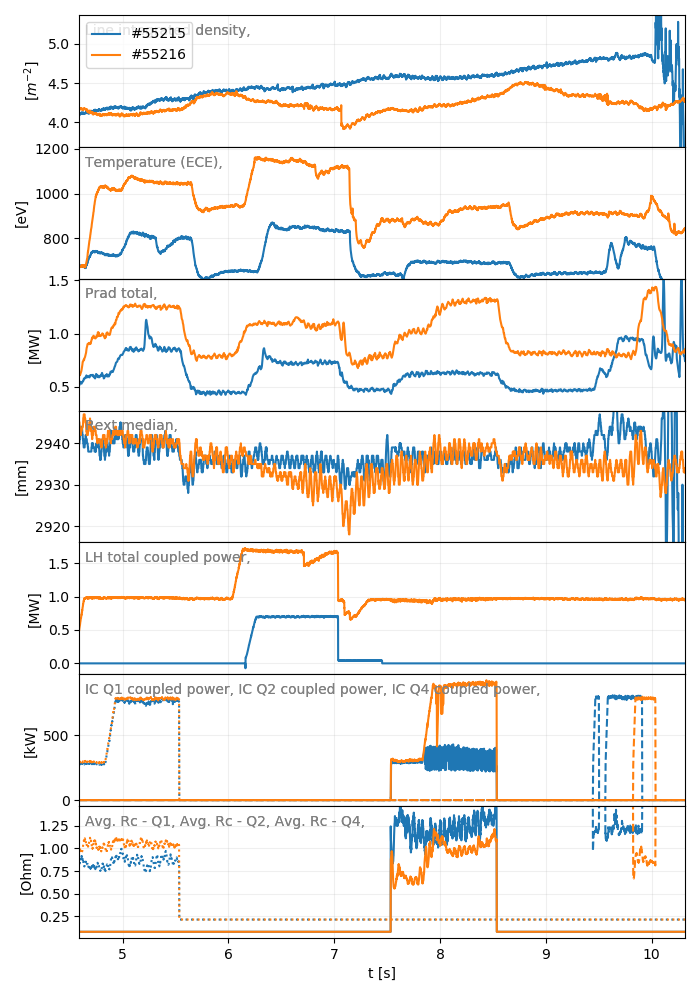 Line integrated density,
#55215
#55216
5.0
4.5
4.0
[m⁻²]
Temperature (ECE),
1200
1000
800
[eV]
Prad total,
1.5
1.0
0.5
[MW]
Rext median,
2940
2930
2920
[mm]
LH total coupled power,
1.5
1.0
0.5
0.0
[MW]
IC Q1 coupled power, IC Q2 coupled power, IC Q4 coupled power,
500
0
[kW]
Avg. Rc - Q1, Avg. Rc - Q2, Avg. Rc - Q4,
1.25
1.00
0.75
0.50
0.25
[Ohm]
5 6 7 8 9 10
t [s]